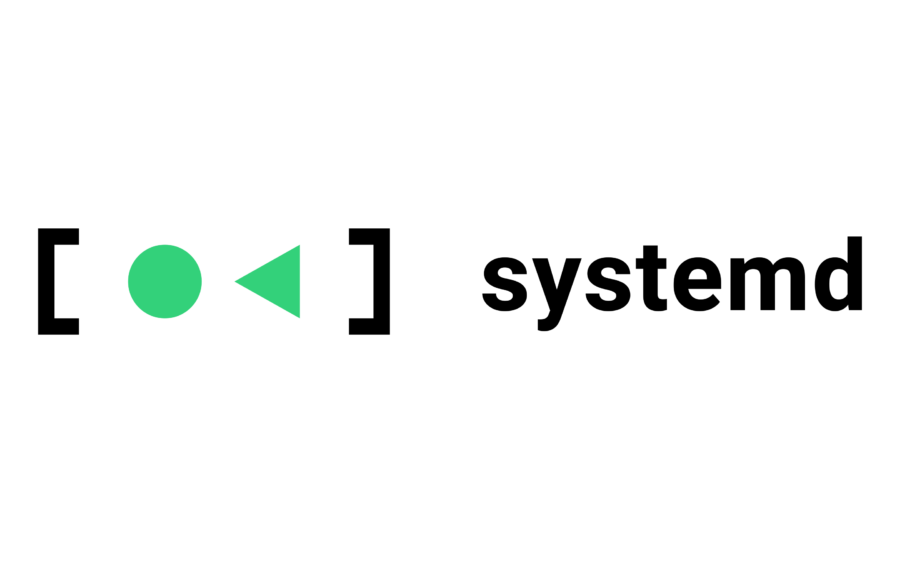 [ ● ◀ ] systemd